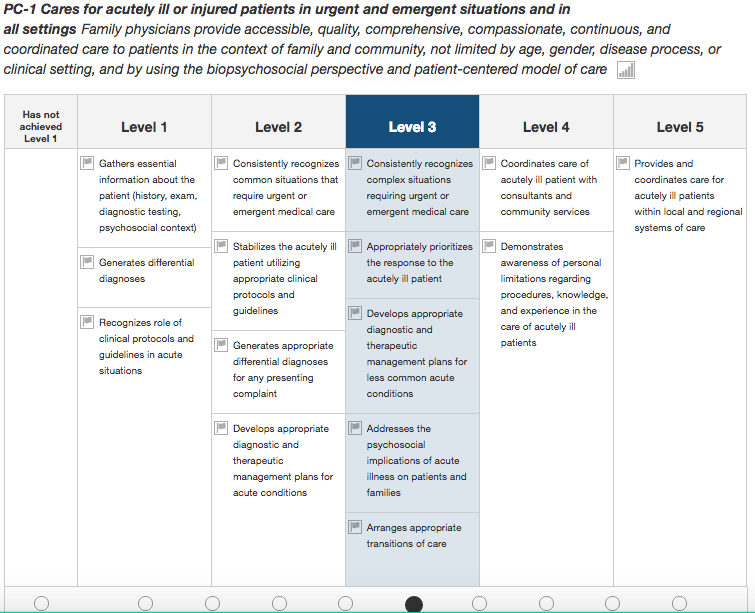 PC-1 Cares for acutely ill or injured patients in urgent and emergent situations and in
all settings Family physicians provide accessible, quality, comprehensive, compassionate, continuous, and
coordinated care to patients in the context of family and community, not limited by age, gender, disease process, or
clinical setting, and by using the biopsychosocial perspective and patient-centered model of care
Has not
achieved
Level 1
Level 1
Level 2
Level 3
Level 4
Level 5
Gathers essential
information about the
patient (history, exam,
diagnostic testing,
psychosocial context)
Generates differential
diagnoses
Recognizes role of
clinical protocols and
guidelines in acute
situations
Consistently recognizes
common situations that
require urgent or
emergent medical care
Stabilizes the acutely ill
patient utilizing
appropriate clinical
protocols and
guidelines
Generates appropriate
differential diagnoses
for any presenting
complaint
Develops appropriate
diagnostic and
therapeutic
management plans for
acute conditions
Consistently recognizes
complex situations
requiring urgent or
emergent medical care
Appropriately prioritizes
the response to the
acutely ill patient
Develops appropriate
diagnostic and
therapeutic
management plans for
less common acute
conditions
Addresses the
psychosocial
implications of acute
illness on patients and
families
Arranges appropriate
transitions of care
Coordinates care of
acutely ill patient with
consultants and
community services
Demonstrates
awareness of personal
limitations regarding
procedures, knowledge,
and experience in the
care of acutely ill
patients
Provides and
coordinates care for
acutely ill patients
within local and regional
systems of care